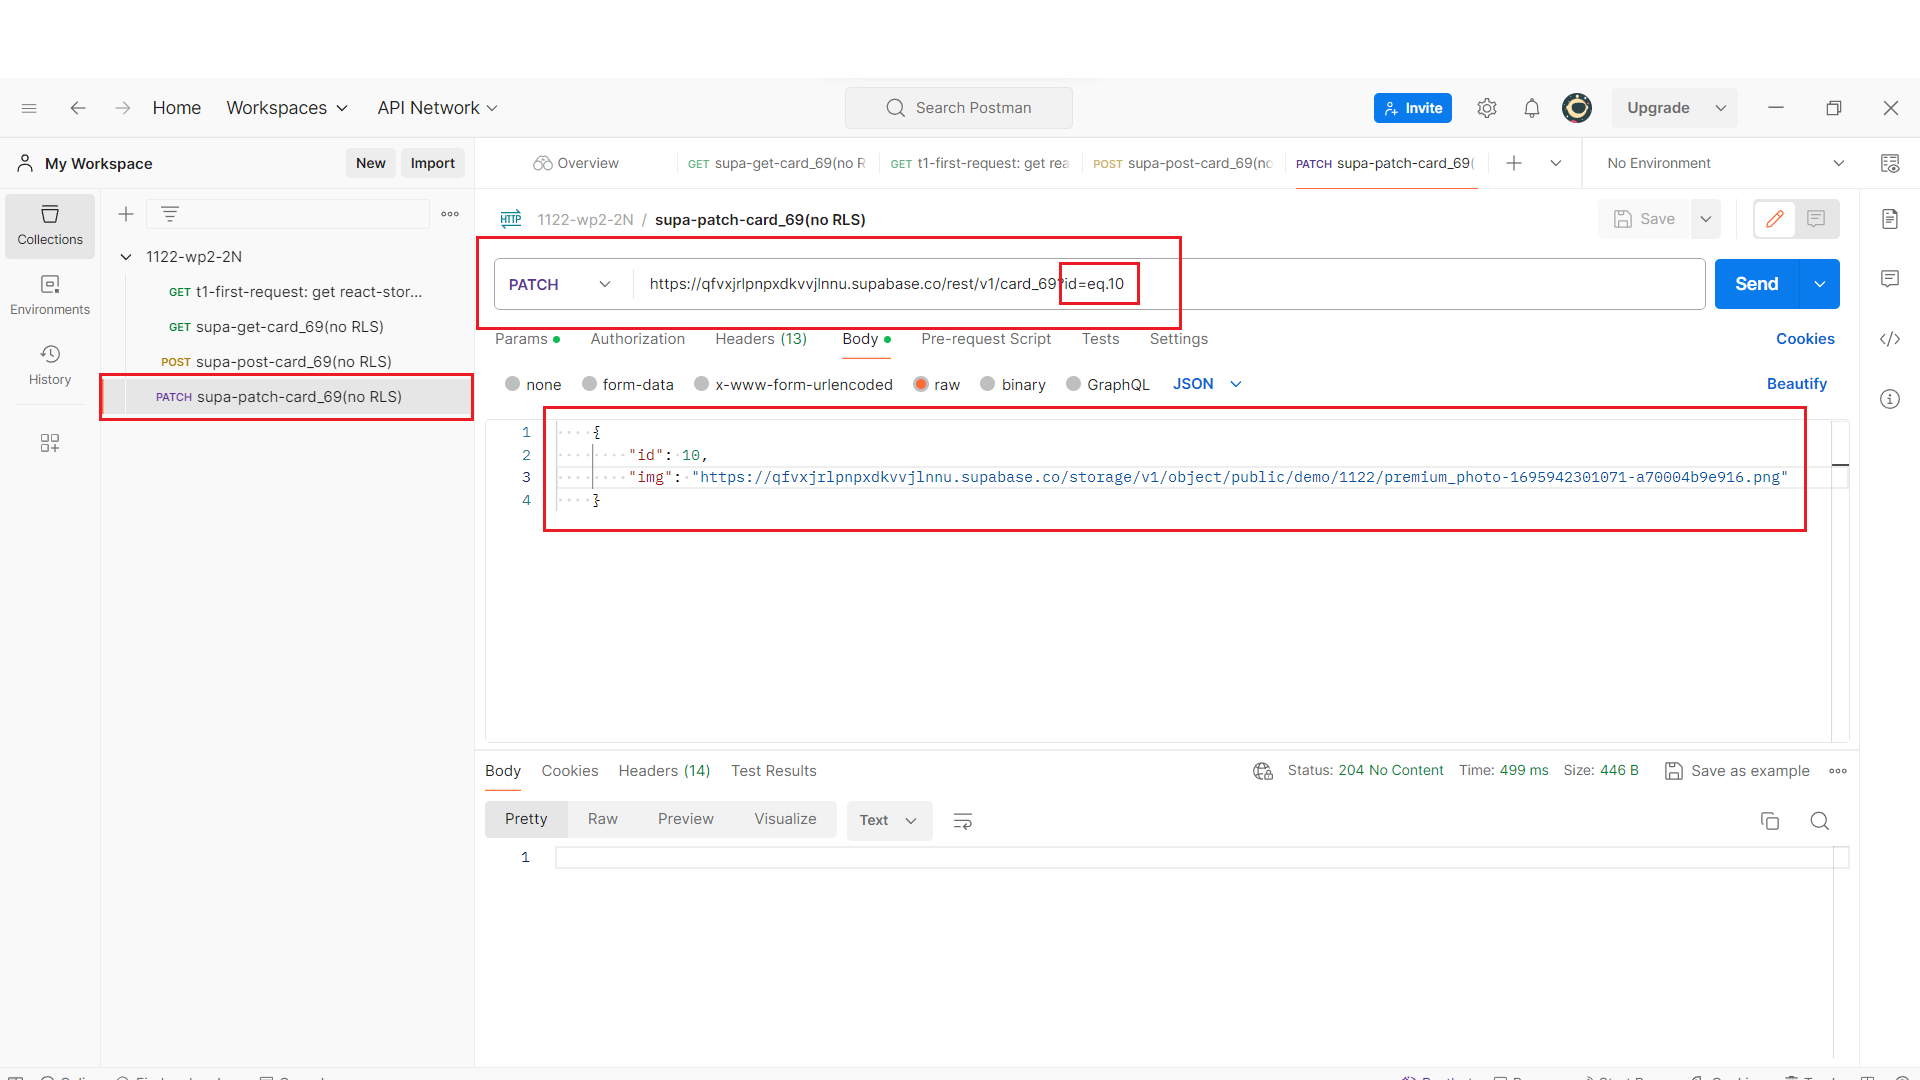 Home Workspaces API Network Search Postman Invite Upgrade
My Workspace New Import Overview GET supa-get-card_69(no R GET t1-first-request: get rea POST supa-post-card_69(no PATCH supa-patch-card_69( No Environment
Collections
Environments
History
1122-wp2-2N
GET t1-first-request: get react-stor...
GET supa-get-card_69(no RLS)
POST supa-post-card_69(no RLS)
PATCH supa-patch-card_69(no RLS)
HTTP 1122-wp2-2N / supa-patch-card_69(no RLS) Save
PATCH https://qfvxjrlpnpxdkvvjlnnu.supabase.co/rest/v1/card_69?id=eq.10 Send
Params Authorization Headers (13) Body Pre-request Script Tests Settings Cookies
none form-data x-www-form-urlencoded raw binary GraphQL JSON Beautify
1 {
2 "id": 10,
3 "img": "https://qfvxjrlpnpxdkvvjlnnu.supabase.co/storage/v1/object/public/demo/1122/premium_photo-1695942301071-a70004b9e916.png"
4 }
Body Cookies Headers (14) Test Results Status: 204 No Content Time: 499 ms Size: 446 B Save as example
Pretty Raw Preview Visualize Text
1